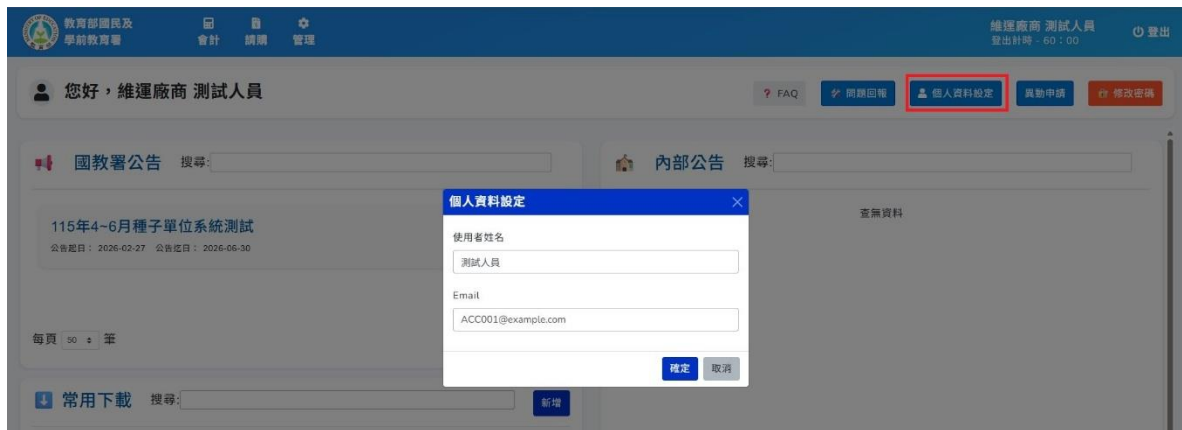 教育部國民及
學前教育署
會計
請購
管理
維運廠商 測試人員
登出計時 - 60：00
登出
您好，維運廠商 測試人員
? FAQ
問題回報
個人資料設定
異動申請
修改密碼
國教署公告 搜尋:
內部公告 搜尋:
115年4~6月種子單位系統測試
公告起日： 2026-02-27 公告迄日： 2026-06-30
查無資料
個人資料設定
使用者姓名
測試人員
Email
ACC001@example.com
確定
取消
每頁 50 筆
常用下載 搜尋:
新增